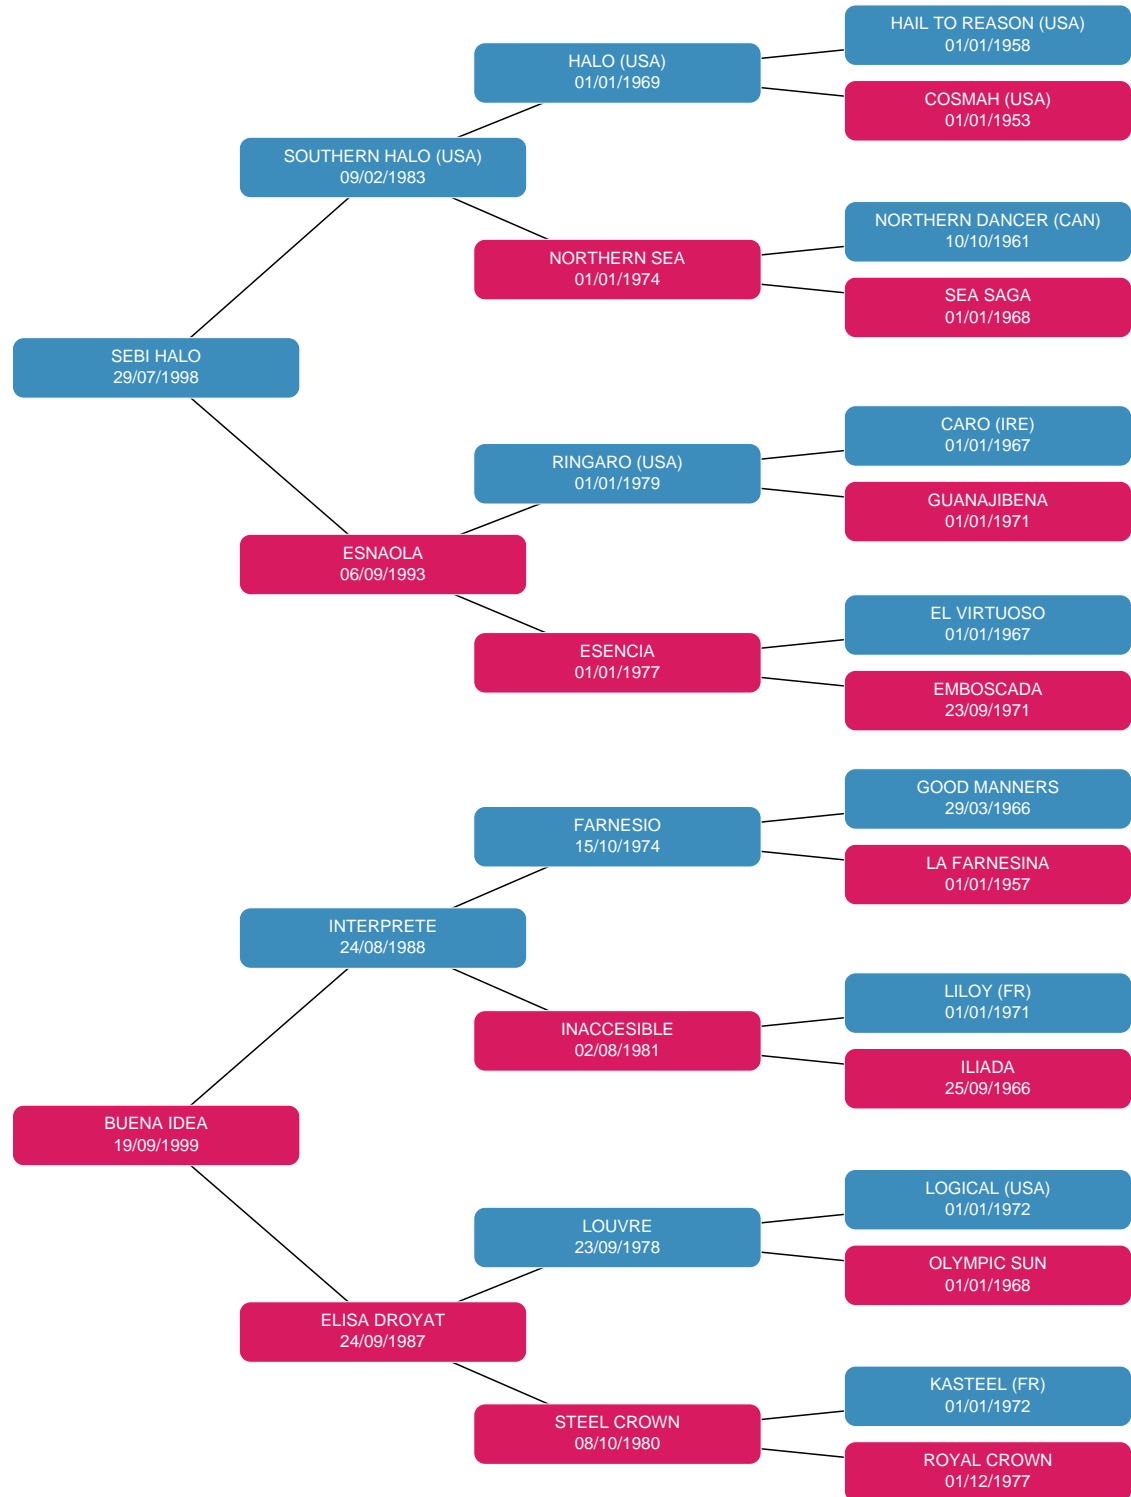 HAIL TO REASON (USA)
01/01/1958
HALO (USA)
01/01/1969
COSMAH (USA)
01/01/1953
SOUTHERN HALO (USA)
09/02/1983
NORTHERN DANCER (CAN)
10/10/1961
NORTHERN SEA
01/01/1974
SEA SAGA
01/01/1968
SEBI HALO
29/07/1998
CARO (IRE)
01/01/1967
RINGARO (USA)
01/01/1979
GUANAJIBENA
01/01/1971
ESNAOLA
06/09/1993
EL VIRTUOSO
01/01/1967
ESENCIA
01/01/1977
EMBOSCADA
23/09/1971
GOOD MANNERS
29/03/1966
FARNESIO
15/10/1974
LA FARNESINA
01/01/1957
INTERPRETE
24/08/1988
LILOY (FR)
01/01/1971
INACCESIBLE
02/08/1981
ILIADA
25/09/1966
BUENA IDEA
19/09/1999
LOGICAL (USA)
01/01/1972
LOUVRE
23/09/1978
OLYMPIC SUN
01/01/1968
ELISA DROYAT
24/09/1987
KASTEEL (FR)
01/01/1972
STEEL CROWN
08/10/1980
ROYAL CROWN
01/12/1977